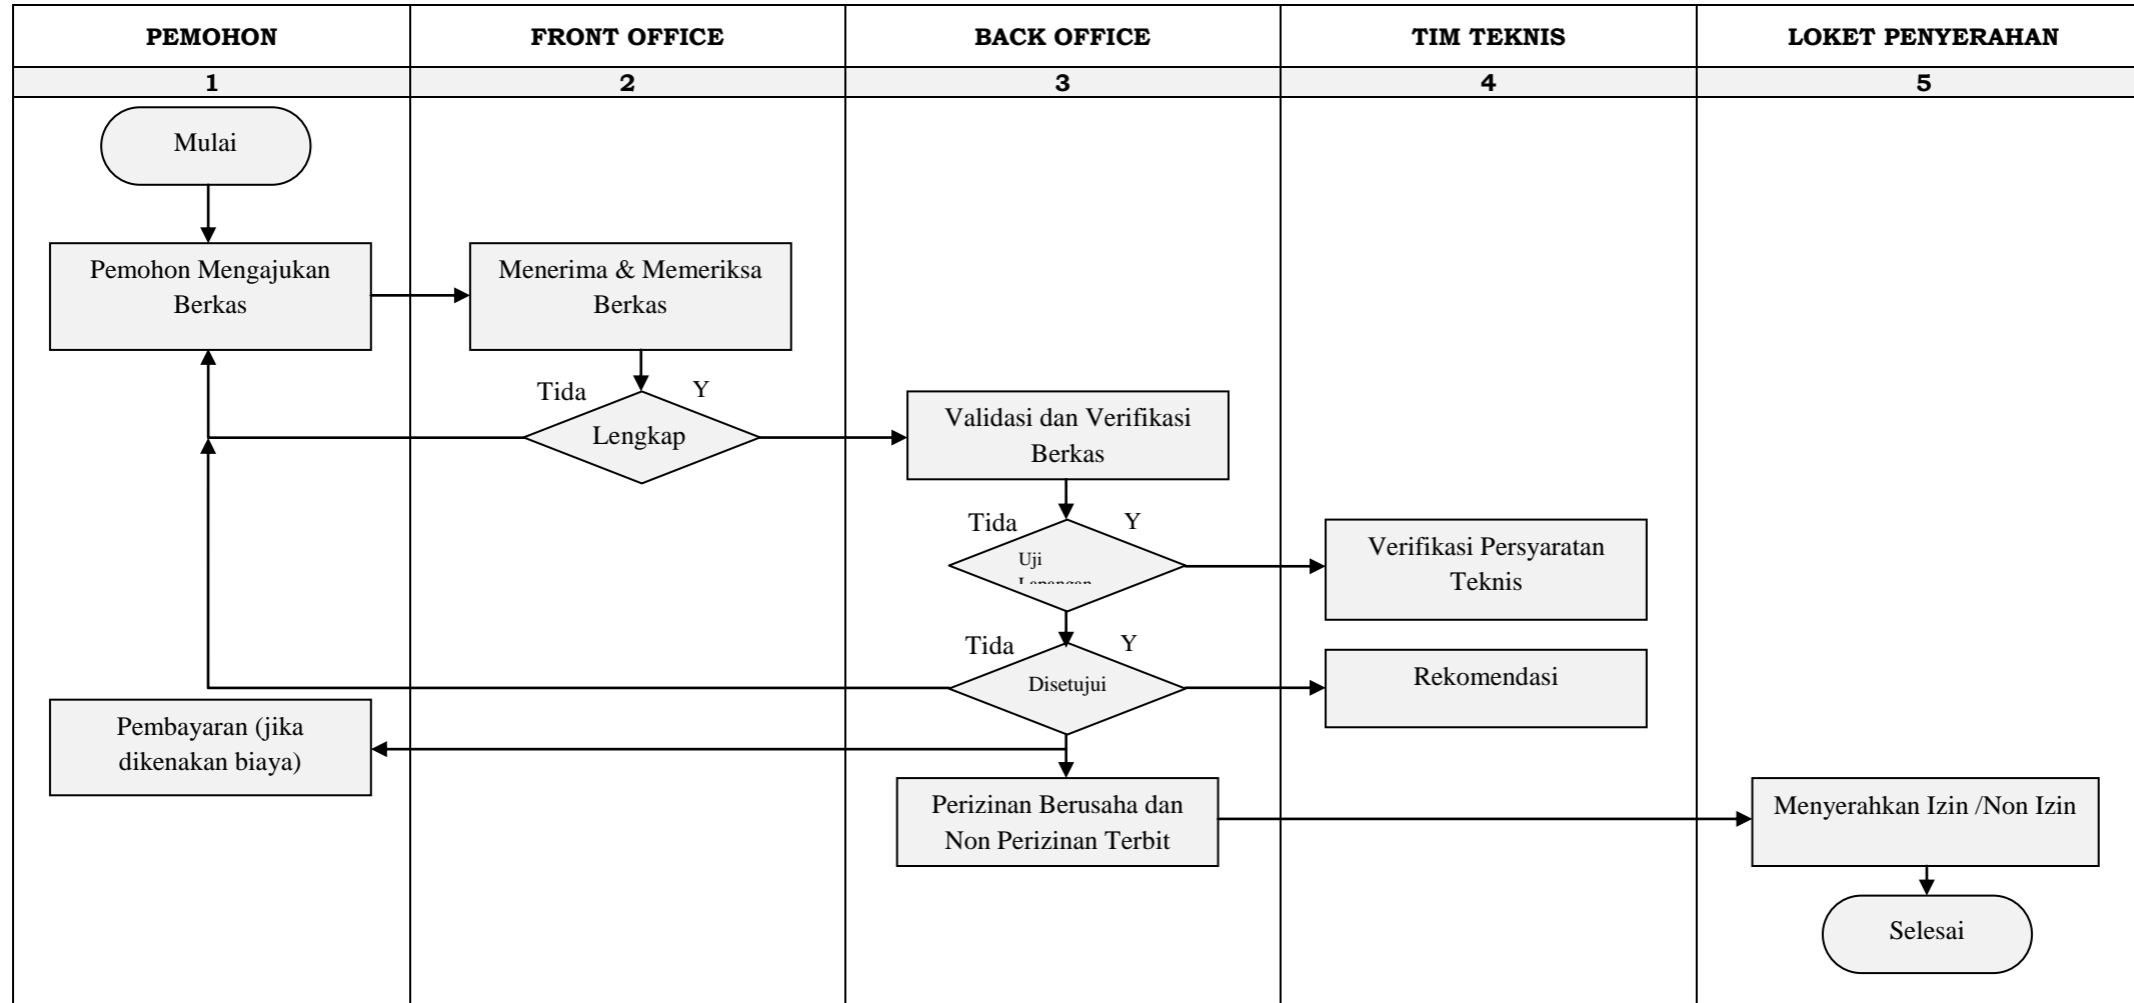 PEMOHON
FRONT OFFICE
BACK OFFICE
TIM TEKNIS
LOKET PENYERAHAN
1
2
3
4
5
Mulai
Pemohon Mengajukan
Berkas
Menerima & Memeriksa
Berkas
Tida
Y
Lengkap
Validasi dan Verifikasi
Berkas
Tida
Y
Uji
Lapangan
Verifikasi Persyaratan
Teknis
Tida
Y
Disetujui
Rekomendasi
Pembayaran (jika
dikenakan biaya)
Perizinan Berusaha dan
Non Perizinan Terbit
Menyerahkan Izin /Non Izin
Selesai